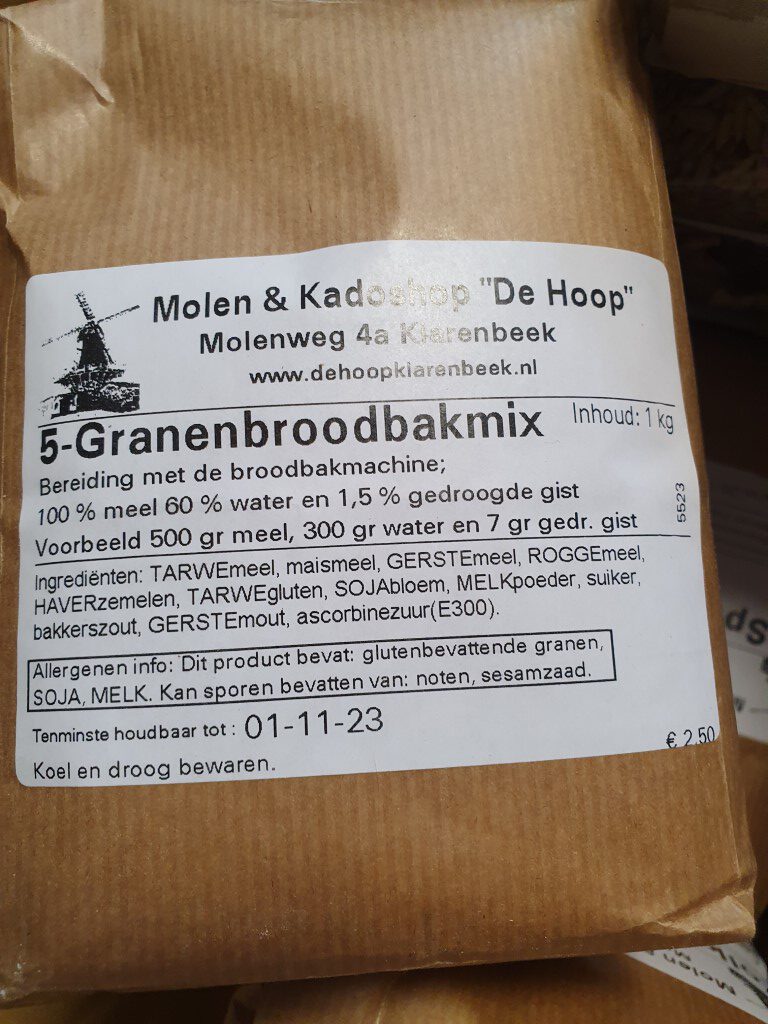 Molen & Kadoshop "De Hoop"
Molenweg 4a Klarenbeek
www.dehoopklarenbeek.nl
5-Granenbroodbakmix
Inhoud: 1 kg
Bereiding met de broodbakmachine;
100 % meel 60 % water en 1,5 % gedroogde gist
Voorbeeld 500 gr meel, 300 gr water en 7 gr gedr. gist
5523
Ingrediënten: TARWEmeel, maismeel, GERSTEmeel, ROGGEmeel,
HAVERzemelen, TARWEgluten, SOJAbloem, MELKpoeder, suiker,
bakkerszout, GERSTEmout, ascorbinezuur(E300).
Allergenen info: Dit product bevat: glutenbevattende granen,
SOJA, MELK. Kan sporen bevatten van: noten, sesamzaad.
Tenminste houdbaar tot : 01-11-23
€ 2.50
Koel en droog bewaren.